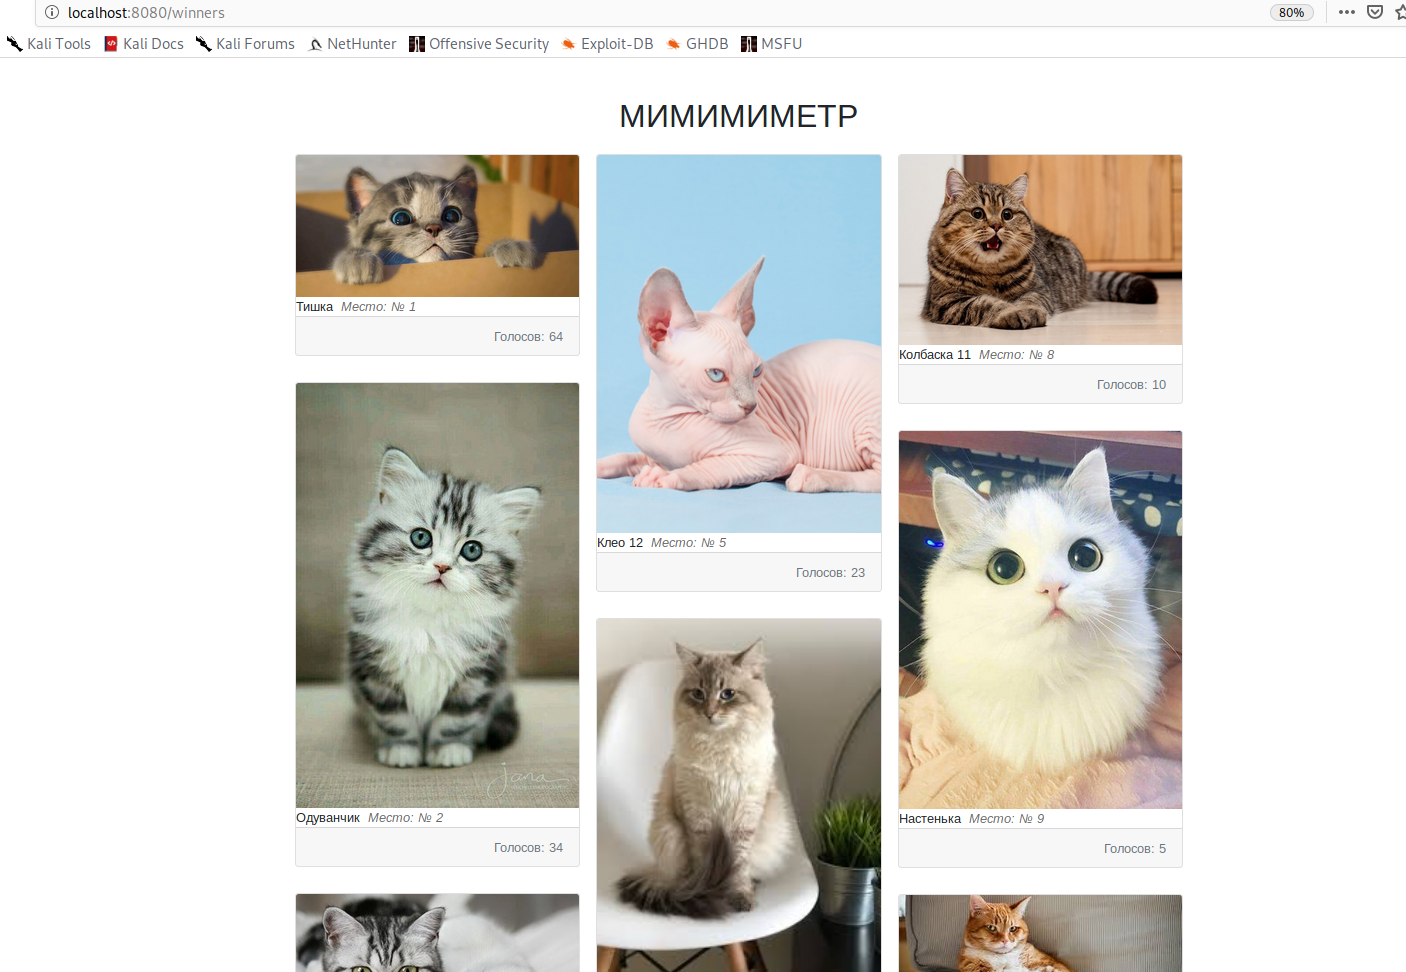 localhost:8080/winners
80%
Kali Tools
Kali Docs
Kali Forums
NetHunter
Offensive Security
Exploit-DB
GHDB
MSFU
МИМИМИМЕТР
Тишка Место: № 1
Голосов: 64
Одуванчик Место: № 2
Голосов: 34
Клео 12 Место: № 5
Голосов: 23
Колбаска 11 Место: № 8
Голосов: 10
Настенька Место: № 9
Голосов: 5
jana